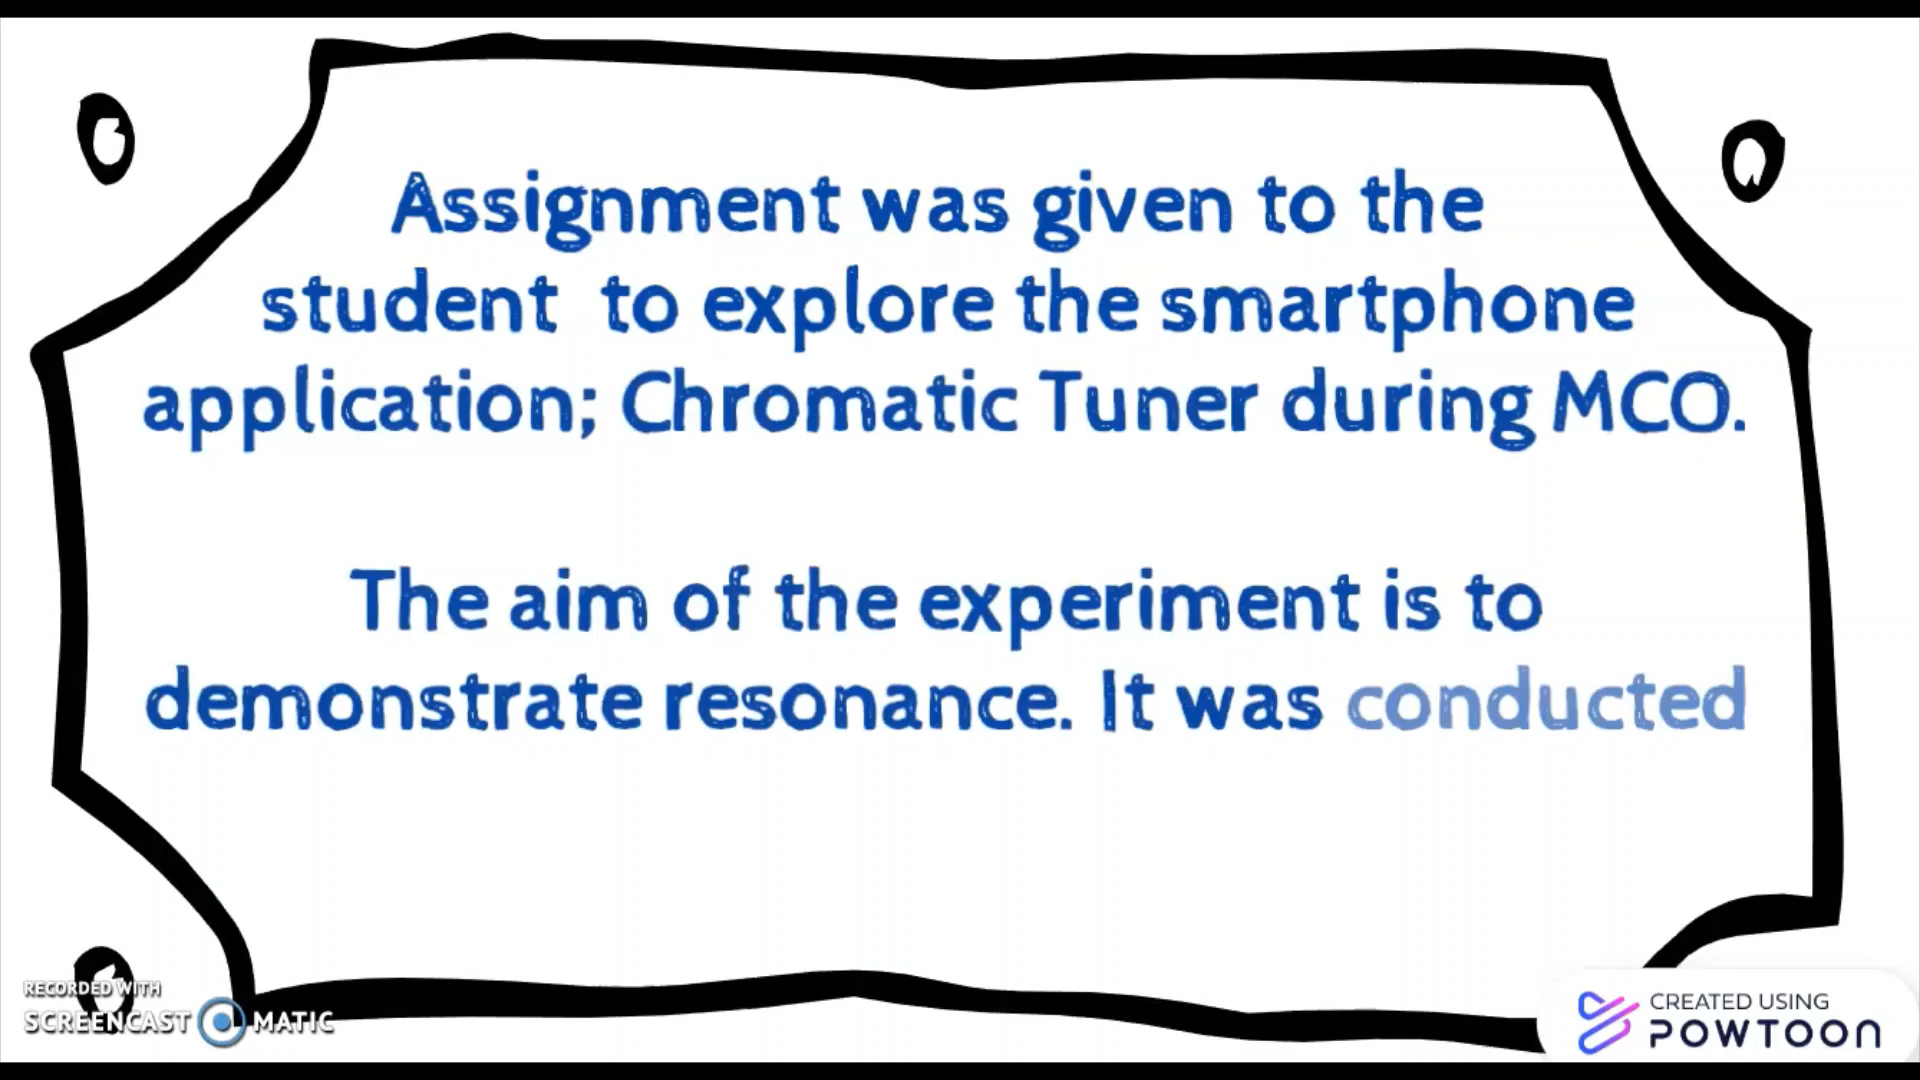 Assignment was given to the
student to explore the smartphone
application; Chromatic Tuner during MCO.
The aim of the experiment is to
demonstrate resonance. It was conducted
RECORDED WITH
SCREENCAST MATIC
CREATED USING
POWTOON